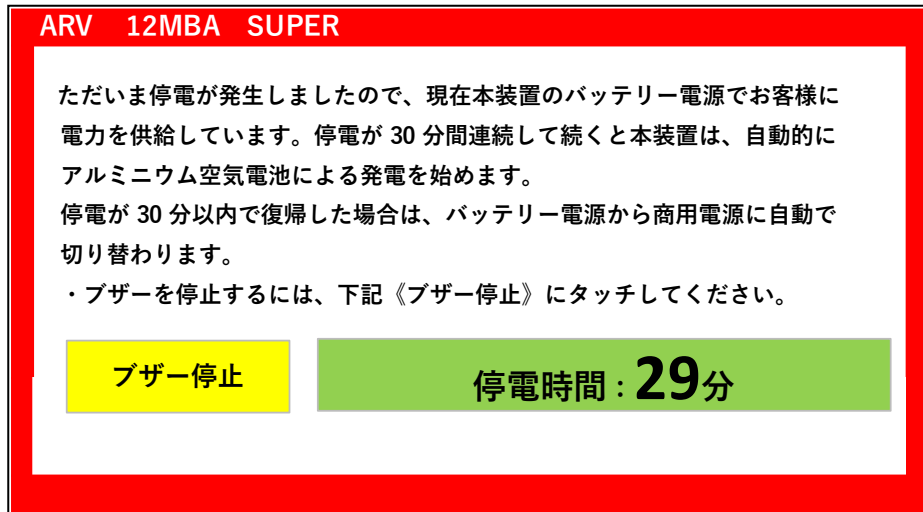 ARV　12MBA　SUPER
ただいま停電が発生しましたので、現在本装置のバッテリー電源でお客様に
電力を供給しています。停電が 30 分間連続して続くと本装置は、自動的に
アルミニウム空気電池による発電を始めます。
停電が 30 分以内で復帰した場合は、バッテリー電源から商用電源に自動で
切り替わります。
・ブザーを停止するには、下記《ブザー停止》にタッチしてください。
ブザー停止
停電時間：29分